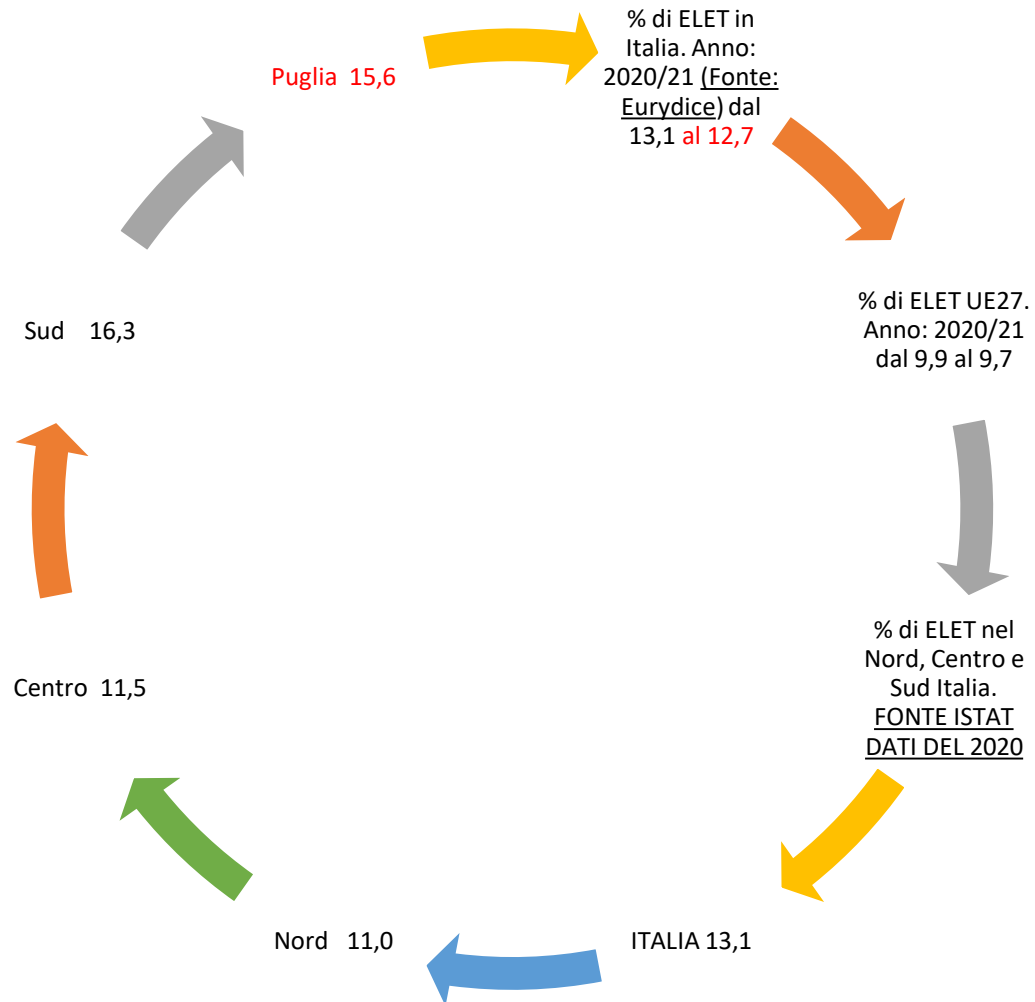 % di ELET in
Italia. Anno:
2020/21 (Fonte:
Eurydice) dal
13,1 al 12,7
% di ELET UE27.
Anno: 2020/21
dal 9,9 al 9,7
% di ELET nel
Nord, Centro e
Sud Italia.
FONTE ISTAT
DATI DEL 2020
ITALIA 13,1
Nord 11,0
Centro 11,5
Sud 16,3
Puglia 15,6